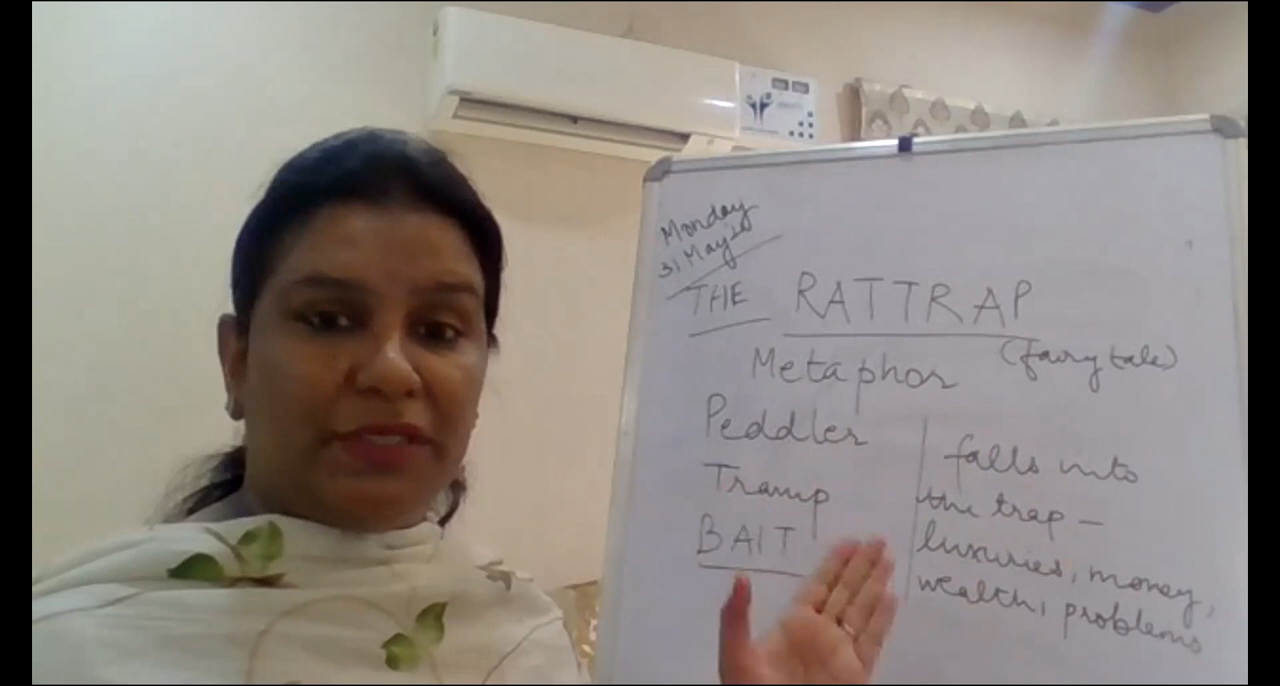 Monday
31 May
THE RATTRAP
(fairy tale)
Metaphor
Peddler
Tramp
BAIT
falls into
the trap –
luxuries, money,
wealth, problems